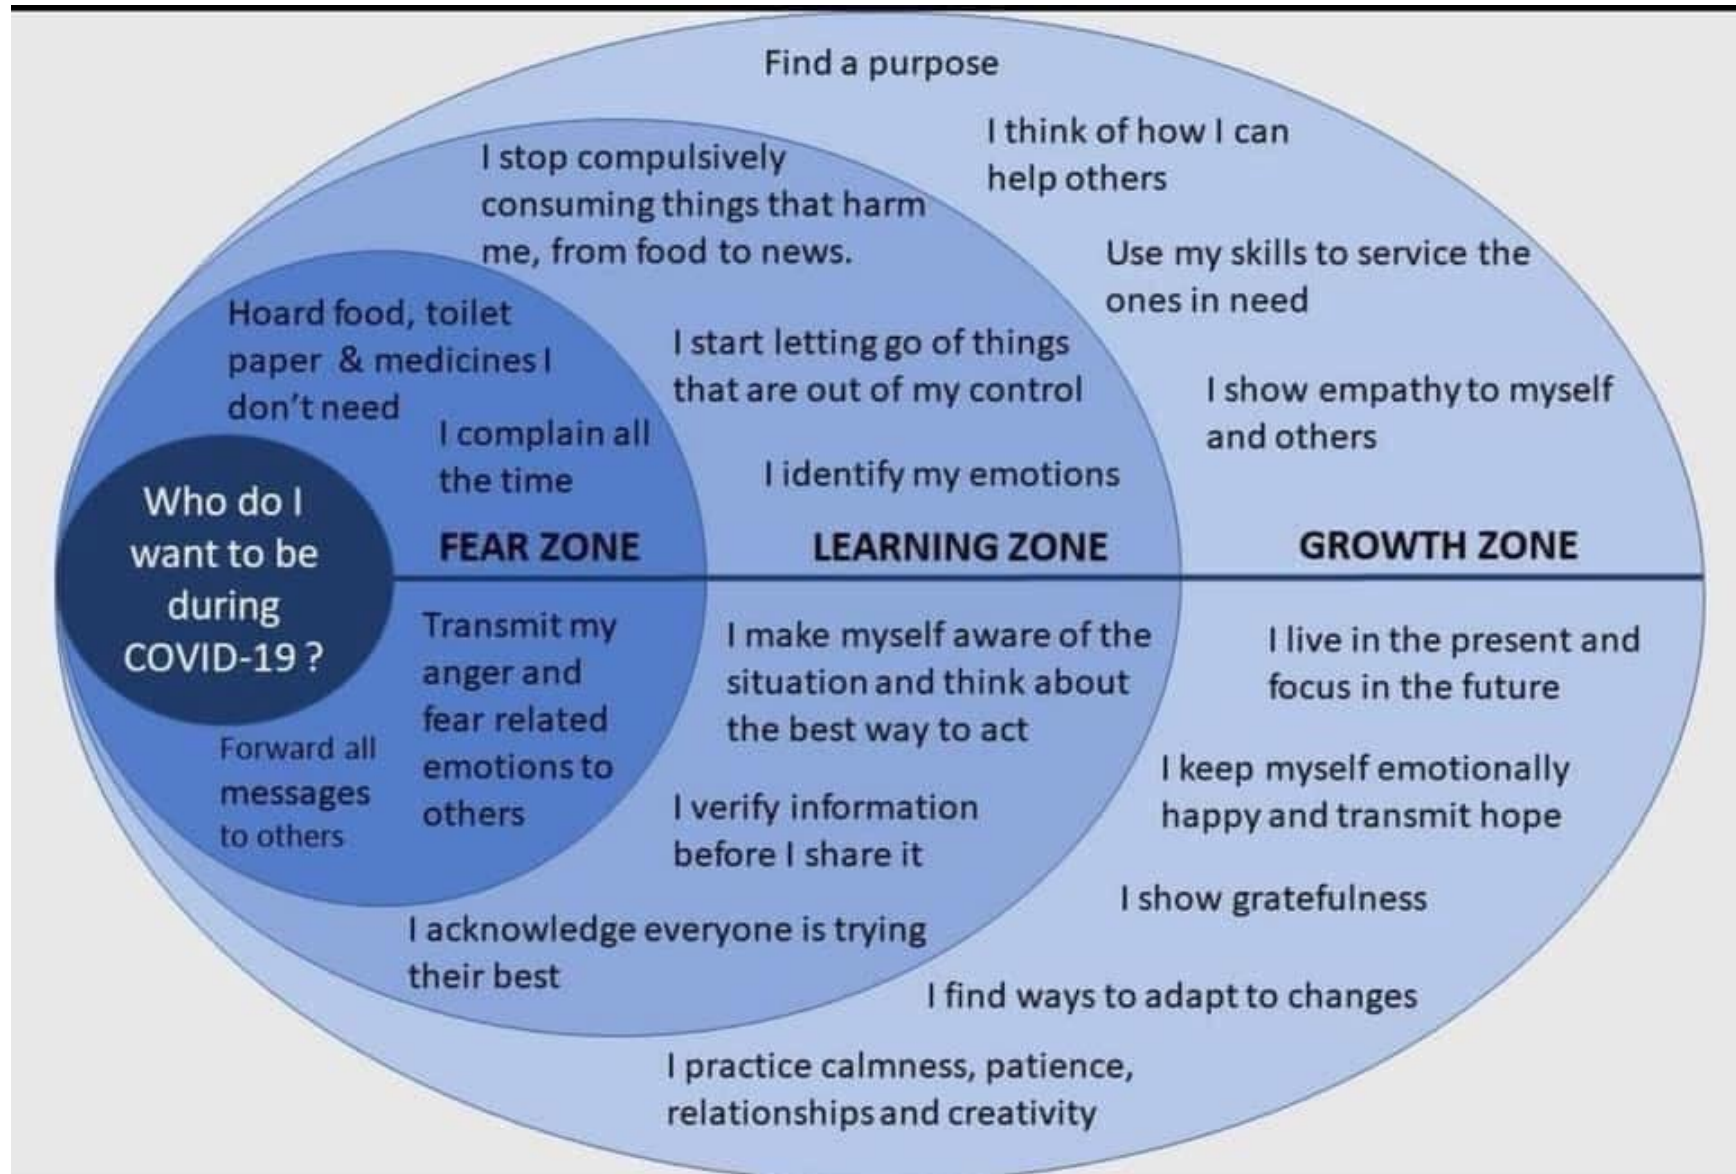 Find a purpose
I think of how I can
help others
I stop compulsively
consuming things that harm
me, from food to news.
Use my skills to service the
ones in need
Hoard food, toilet
paper & medicines I
don't need
I start letting go of things
that are out of my control
I show empathy to myself
and others
I complain all
the time
I identify my emotions
Who do I
want to be
during
COVID-19 ?
FEAR ZONE
LEARNING ZONE
GROWTH ZONE
Transmit my
anger and
fear related
emotions to
others
I make myself aware of the
situation and think about
the best way to act
I live in the present and
focus in the future
Forward all
messages
to others
I verify information
before I share it
I keep myself emotionally
happy and transmit hope
I show gratefulness
I acknowledge everyone is trying
their best
I find ways to adapt to changes
I practice calmness, patience,
relationships and creativity